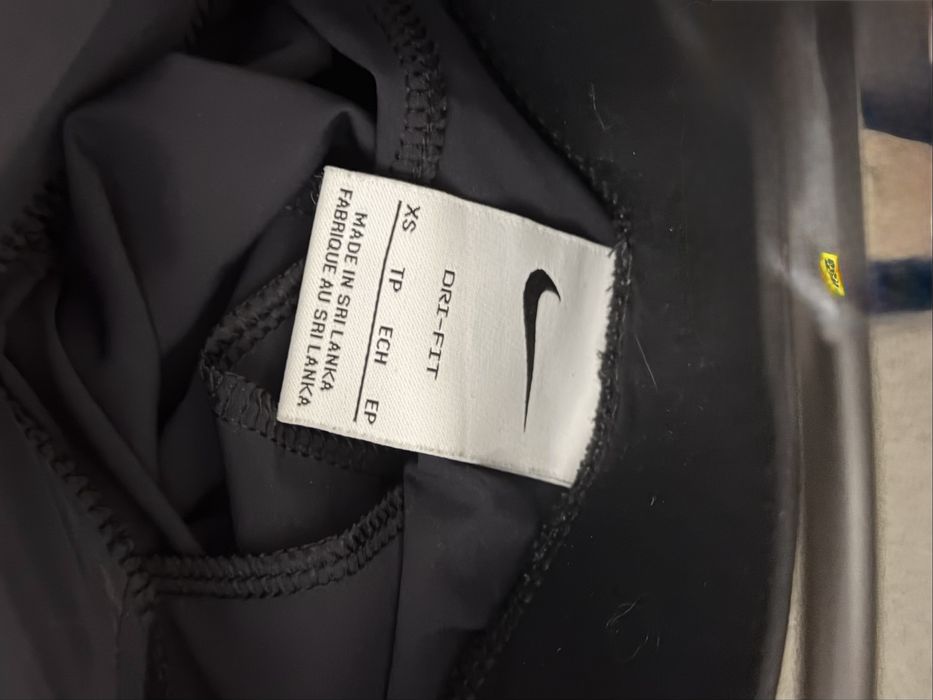 DRI-FIT
XS TP ECH EP
MADE IN SRI LANKA
FABRIQUE AU SRI LANKA